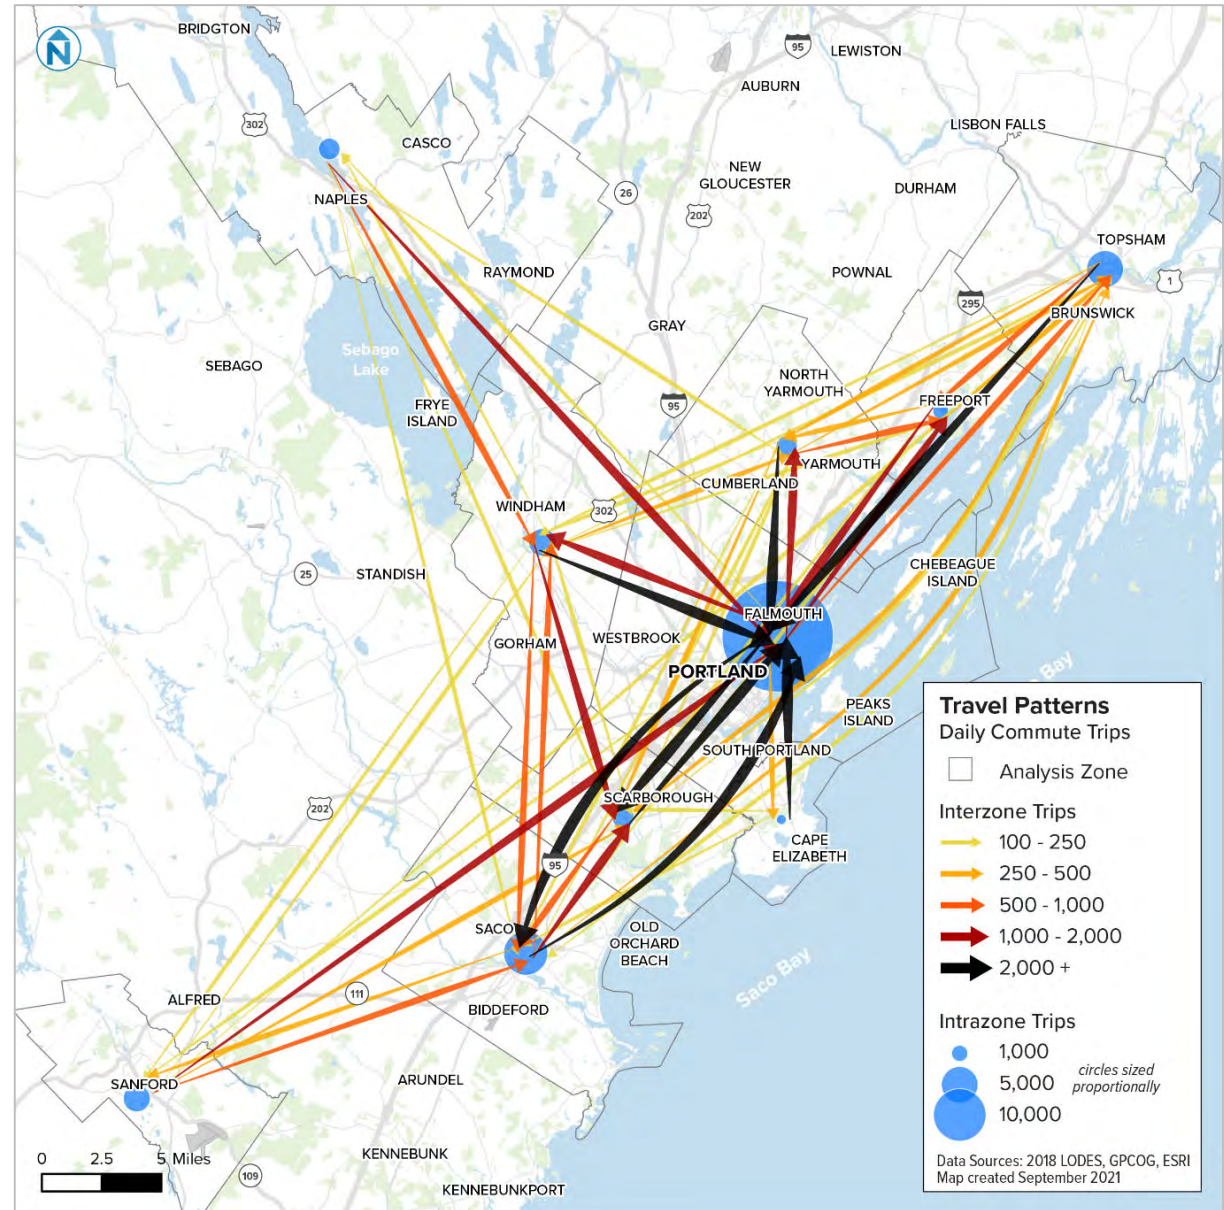 BRIDGTON
N
95
LEWISTON
AUBURN
302
CASCO
LISBON FALLS
NEW
GLOUCESTER
26
DURHAM
NAPLES
202
TOPSHAM
RAYMOND
POWNAL
1
295
BRUNSWICK
GRAY
Sebago
Lake
SEBAGO
NORTH
YARMOUTH
FREEPORT
FRYE
ISLAND
95
YARMOUTH
CUMBERLAND
WINDHAM
302
CHEBEAGUE
ISLAND
25
STANDISH
FALMOUTH
GORHAM
WESTBROOK
PORTLAND
Bay
PEAKS
ISLAND
SOUTH PORTLAND
SCARBOROUGH
202
CAPE
ELIZABETH
95
SACO
OLD
ORCHARD
BEACH
Saco Bay
ALFRED
111
BIDDEFORD
SANFORD
ARUNDEL
KENNEBUNK
109
KENNEBUNKPORT
0 2.5 5 Miles
Travel Patterns
Daily Commute Trips
Analysis Zone
Interzone Trips
100 - 250
250 - 500
500 - 1,000
1,000 - 2,000
2,000 +
Intrazone Trips
1,000
5,000
10,000
circles sized
proportionally
Data Sources: 2018 LODES, GPCOG, ESRI
Map created September 2021